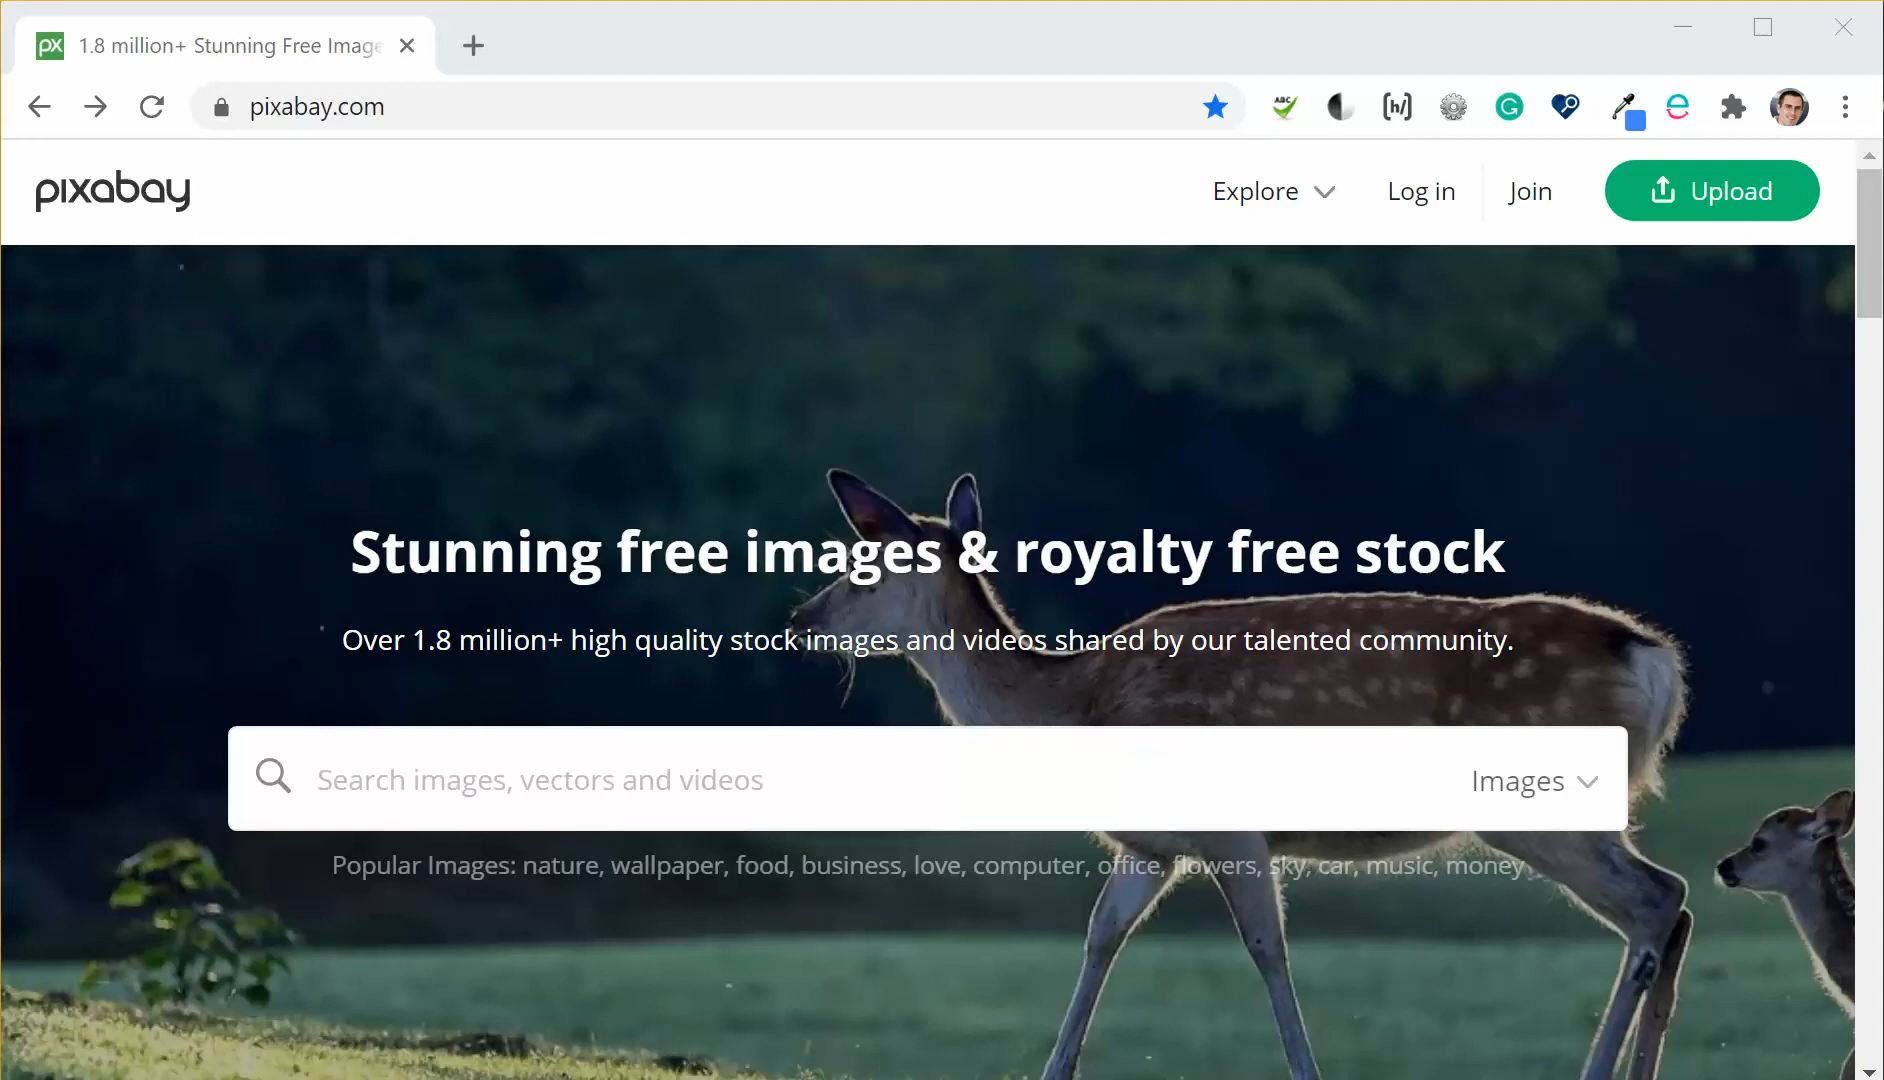 px 1.8 million+ Stunning Free Image
pixabay.com
ABC
[h/]
G
pixabay
Explore
Log in
Join
Upload
Stunning free images & royalty free stock
Over 1.8 million+ high quality stock images and videos shared by our talented community.
Search images, vectors and videos
Images
Popular Images: nature, wallpaper, food, business, love, computer, office, flowers, sky, car, music, money